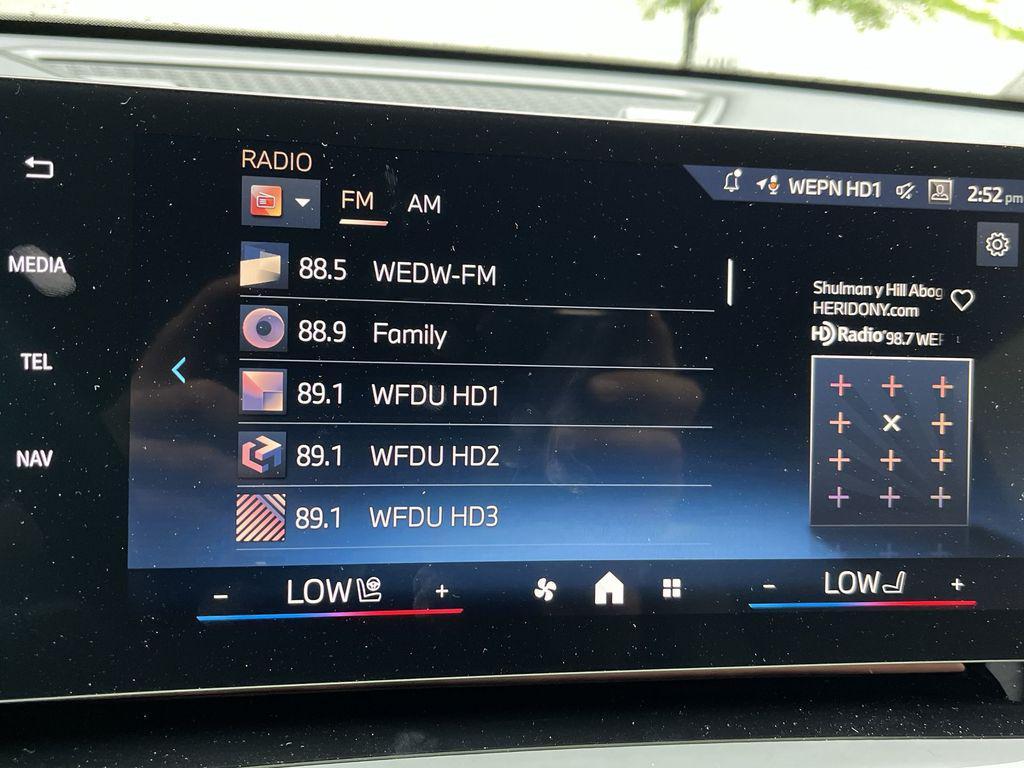 RADIO
FM AM
WEPN HD1 2:52 pm
MEDIA
TEL
NAV
88.5 WEDW-FM
88.9 Family
89.1 WFDU HD1
89.1 WFDU HD2
89.1 WFDU HD3
Shulman y Hill Abog
HERIDONY.com
HD Radio 98.7 WEP
- LOW +
- LOW +